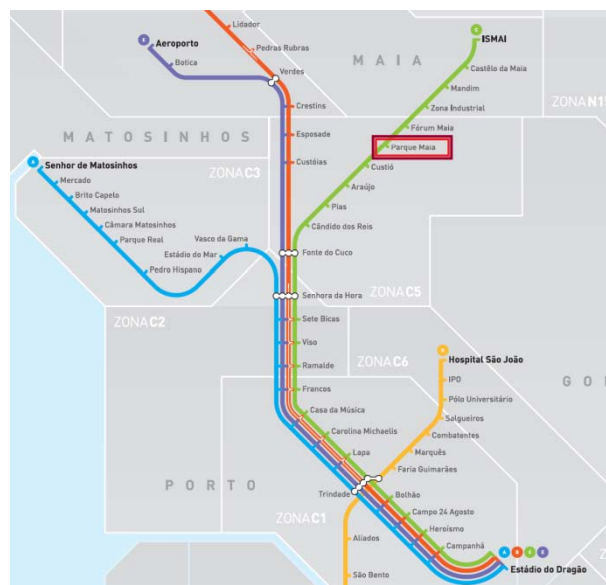 Lidador
E Aeroporto
Botica
Pedras Rubras
Verdes
MAIA
C ISMAI
Castêlo da Maia
Mandim
Zona Industrial
ZONA N1
Crestins
Esposade
Custóias
Fórum Maia
Parque Maia
Custió
Araújo
Pias
Cândido dos Reis
MATOSINHOS
ZONA C3
A Senhor de Matosinhos
Mercado
Brito Capelo
Matosinhos Sul
Câmara Matosinhos
Parque Real
Pedro Hispano
Estádio do Mar
Vasco da Gama
Fonte do Cuco
Senhora da Hora
ZONA C5
ZONA C2
Sete Bicas
Viso
Ramalde
Francos
ZONA C6
D Hospital São João
IPO
Pólo Universitário
Salgueiros
Combatentes
Marquês
Faria Guimarães
GO
Casa da Música
Carolina Michaelis
Lapa
PORTO
Trindade
ZONA C1
Bolhão
Campo 24 Agosto
Heroísmo
Campanhã
A B C E
Estádio do Dragão
Aliados
São Bento